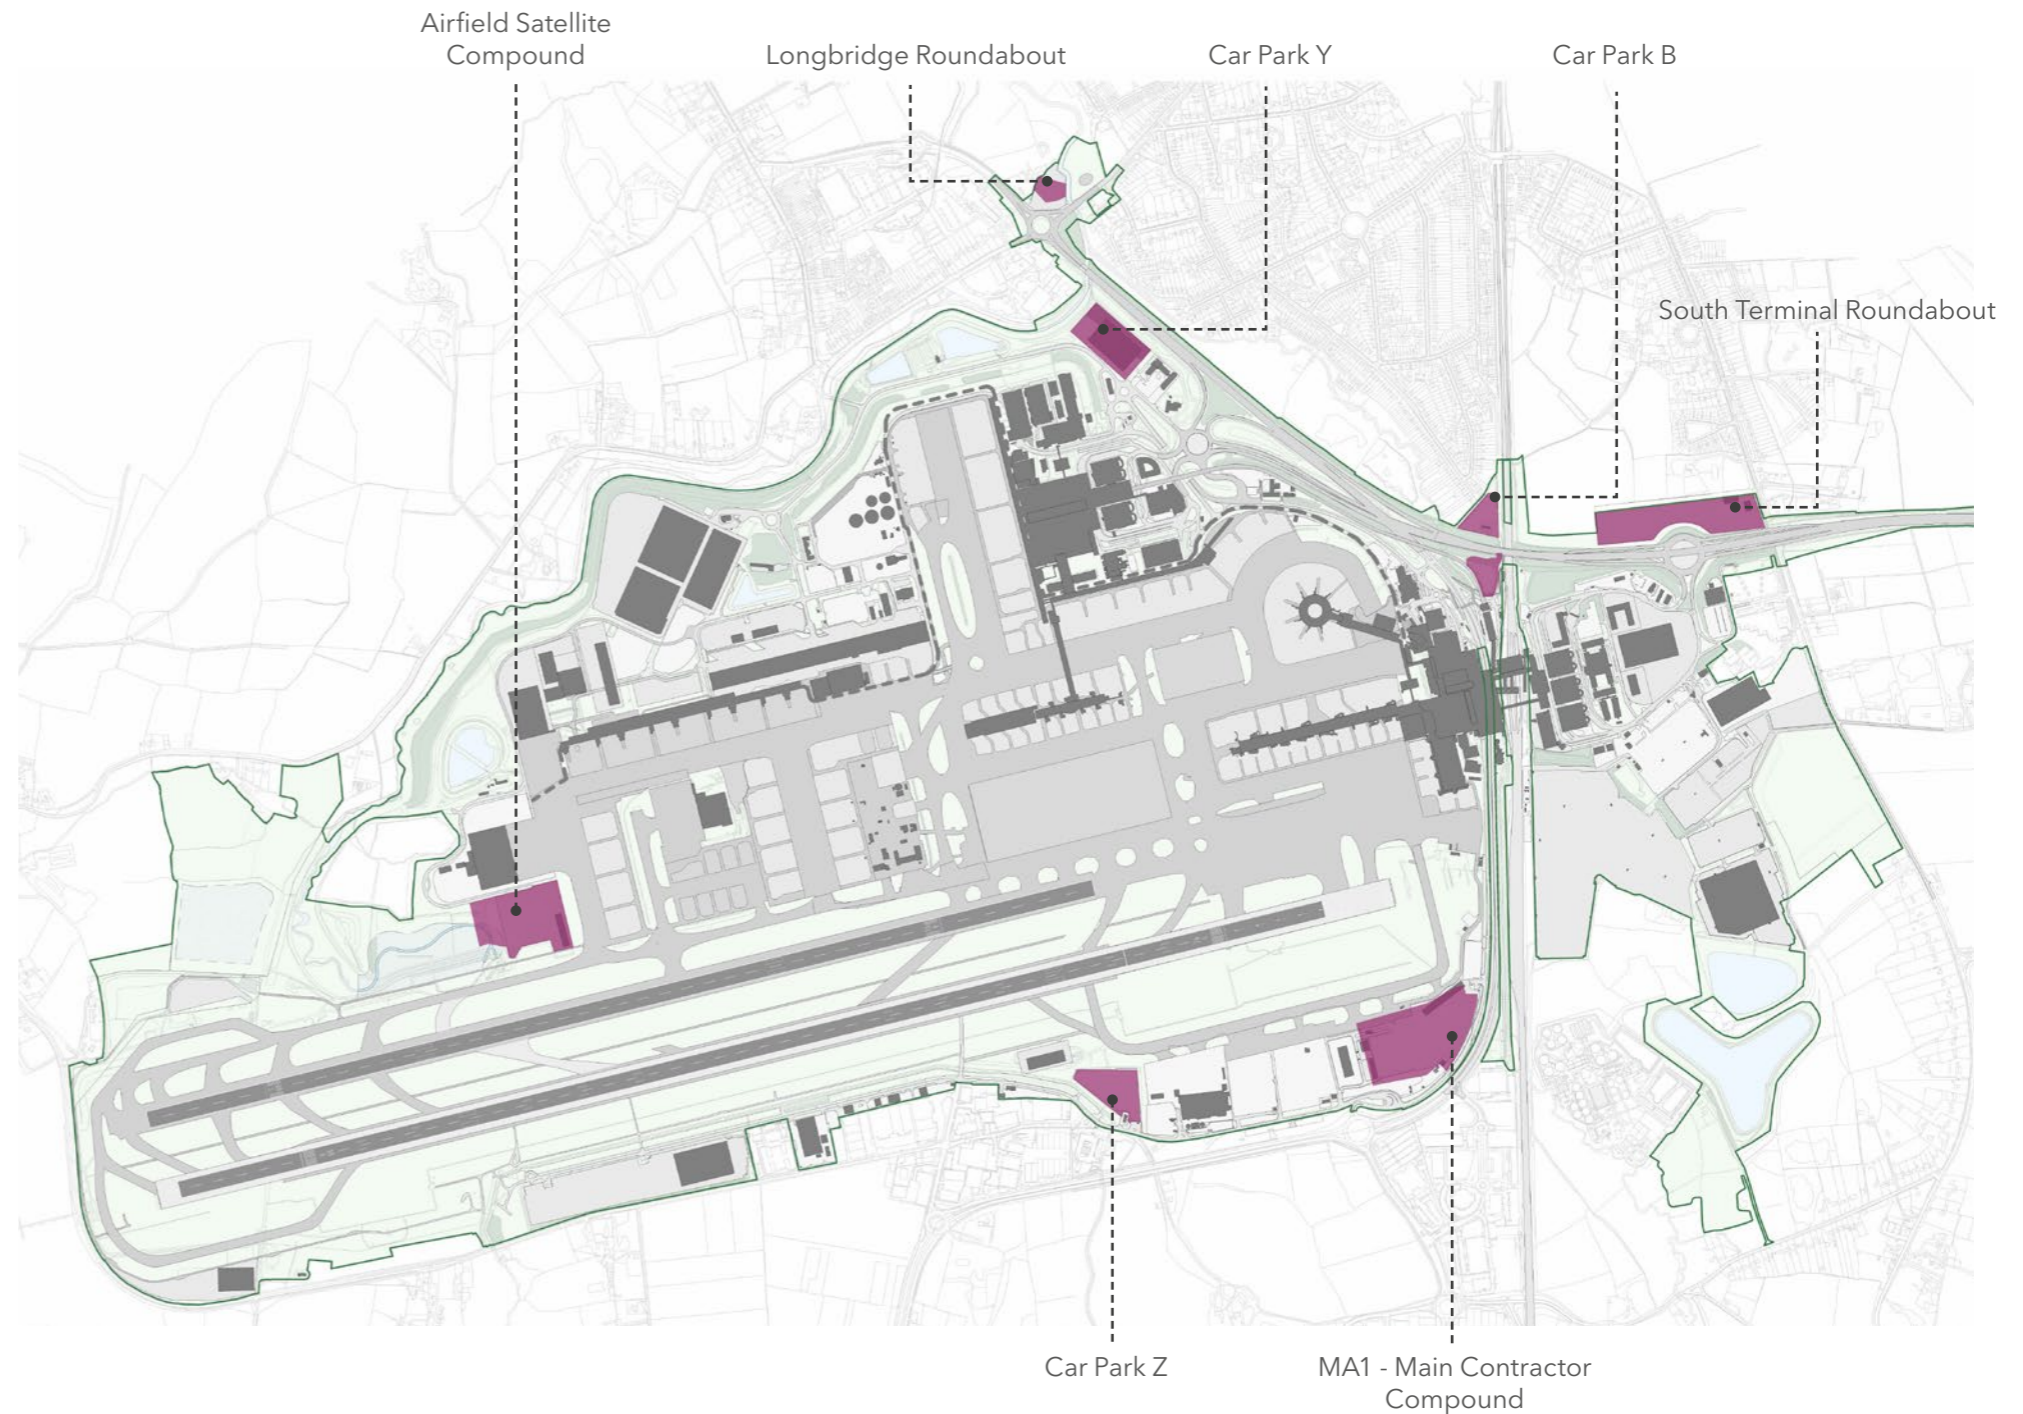 Airfield Satellite
Compound
Longbridge Roundabout
Car Park Y
Car Park B
South Terminal Roundabout
Car Park Z
MA1 - Main Contractor
Compound